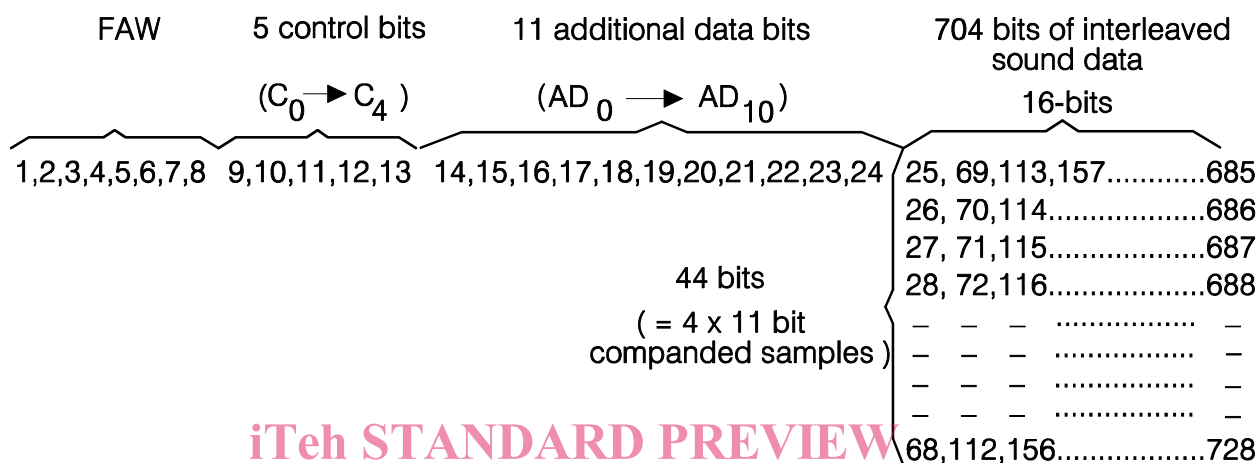 FAW 5 control bits 11 additional data bits 704 bits of interleaved
sound data
(C0 → C4 ) (AD0 → AD10) 16-bits
1,2,3,4,5,6,7,8 9,10,11,12,13 14,15,16,17,18,19,20,21,22,23,24 25, 69,113,157............685
26, 70,114...................686
27, 71,115...................687
28, 72,116...................688
44 bits
( = 4 x 11 bit
companded samples )
– – – ................. –
– – – ................. –
– – – ................. –
– – – ................. –
68,112,156..................728
iTeh STANDARD PREVIEW